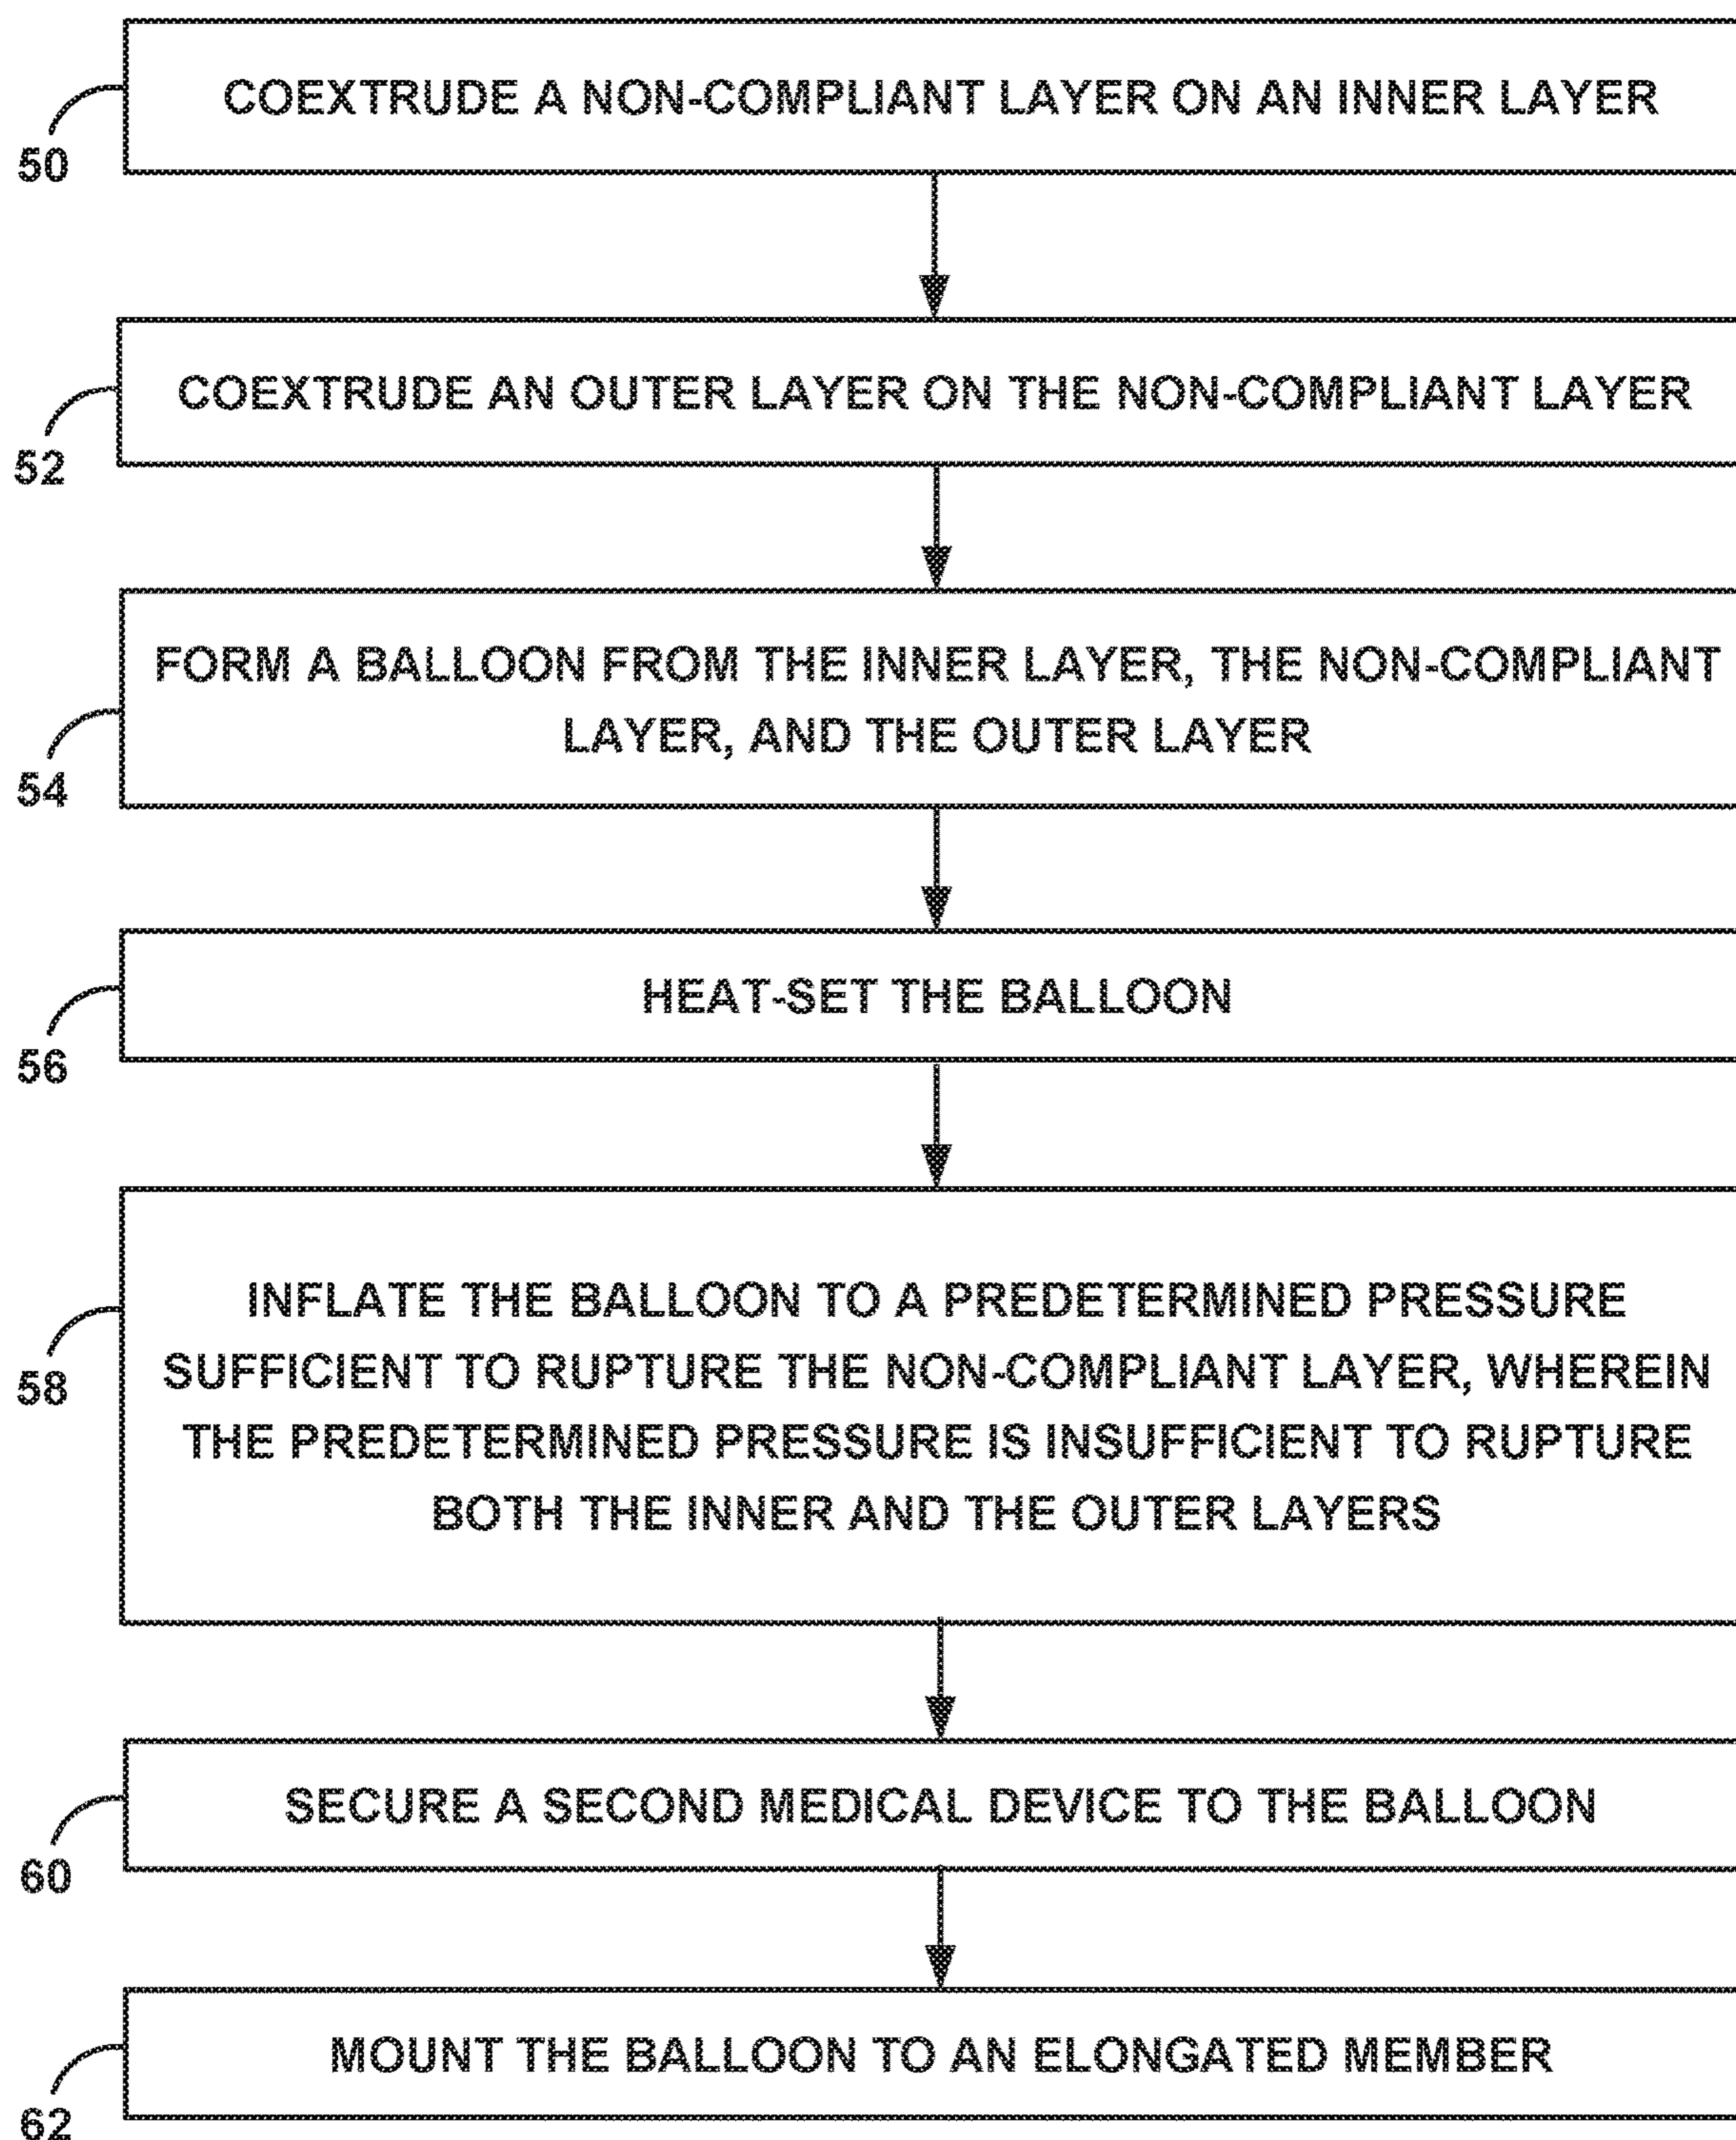 COEXTRUDE A NON-COMPLIANT LAYER ON AN INNER LAYER
50
COEXTRUDE AN OUTER LAYER ON THE NON-COMPLIANT LAYER
52
FORM A BALLOON FROM THE INNER LAYER, THE NON-COMPLIANT
LAYER, AND THE OUTER LAYER
54
HEAT-SET THE BALLOON
56
INFLATE THE BALLOON TO A PREDETERMINED PRESSURE
SUFFICIENT TO RUPTURE THE NON-COMPLIANT LAYER, WHEREIN
THE PREDETERMINED PRESSURE IS INSUFFICIENT TO RUPTURE
BOTH THE INNER AND THE OUTER LAYERS
58
SECURE A SECOND MEDICAL DEVICE TO THE BALLOON
60
MOUNT THE BALLOON TO AN ELONGATED MEMBER
62